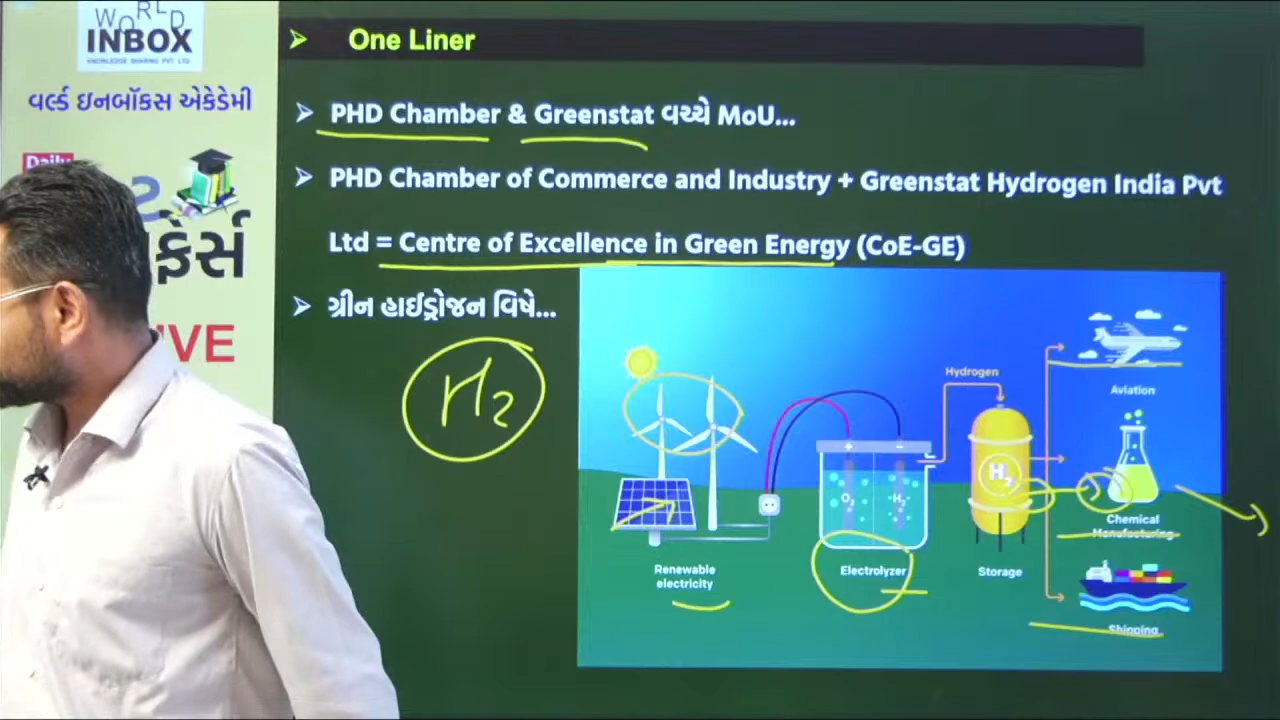 WORLD
INBOX
KNOWLEDGE SHARING PVT. LTD.
વર્લ્ડ ઇનબૉક્સ એકેડેમી
Daily
LIVE
One Liner
PHD Chamber & Greenstat વચ્ચે MoU...
PHD Chamber of Commerce and Industry + Greenstat Hydrogen India Pvt
Ltd = Centre of Excellence in Green Energy (CoE-GE)
ગ્રીન હાઈડ્રોજન વિષે...
H2
Hydrogen
Aviation
+ -
O2 H2
H2
Chemical
Manufacturing
Renewable
electricity
Electrolyzer
Storage
Shipping